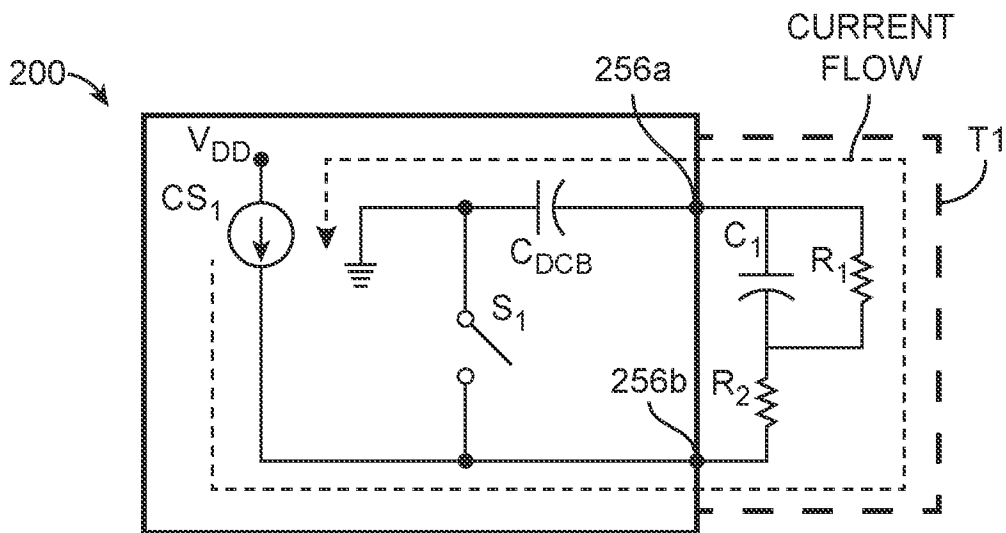 CURRENT
FLOW
256a
200
T1
VDD
CS1
CDCB
C1
R1
S1
256b
R2